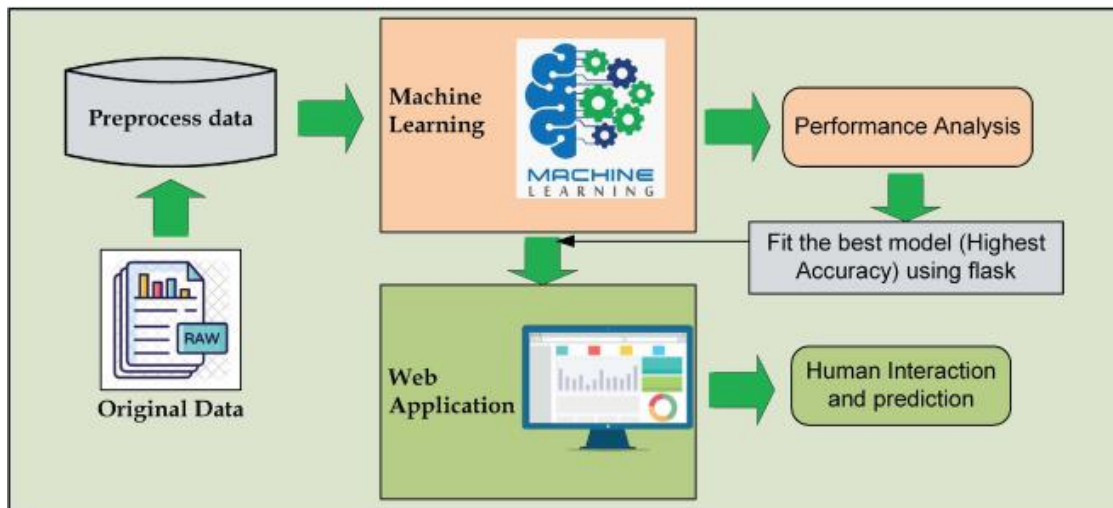 Preprocess data
Machine
Learning
MACHINE
LEARNING
Performance Analysis
Fit the best model (Highest
Accuracy) using flask
RAW
Original Data
Web
Application
Human Interaction
and prediction